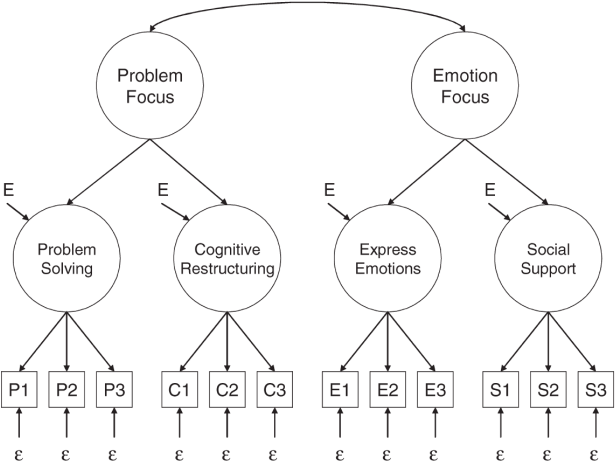 Problem
Focus
Emotion
Focus
E
E
E
E
Problem
Solving
Cognitive
Restructuring
Express
Emotions
Social
Support
P1 P2 P3 C1 C2 C3 E1 E2 E3 S1 S2 S3
ε ε ε ε ε ε ε ε ε ε ε ε